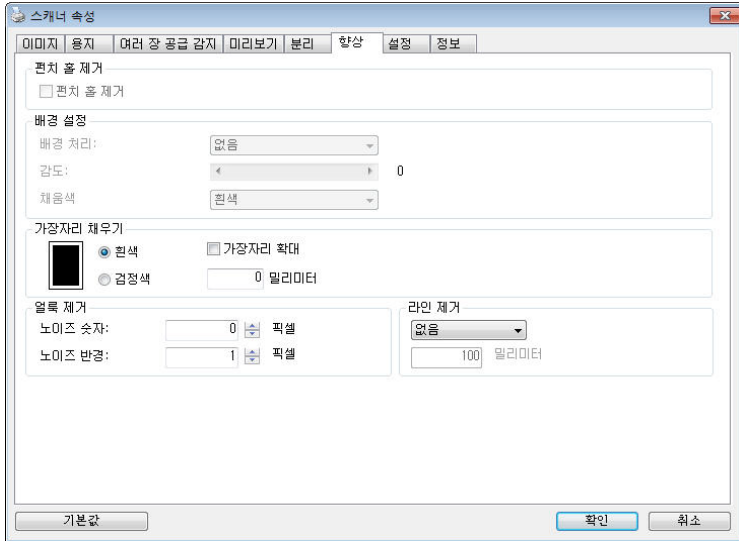 스캐너 속성
이미지 용지 여러 장 공급 감지 미리보기 분리 향상 설정 정보
펀치 홀 제거
펀치 홀 제거
배경 설정
배경 처리: 없음
감도: 0
채움색 흰색
가장자리 채우기
흰색 가장자리 확대
검정색 0 밀리미터
얼룩 제거 라인 제거
노이즈 숫자: 0 픽셀 없음
노이즈 반경: 1 픽셀 100 밀리미터
기본값 확인 취소